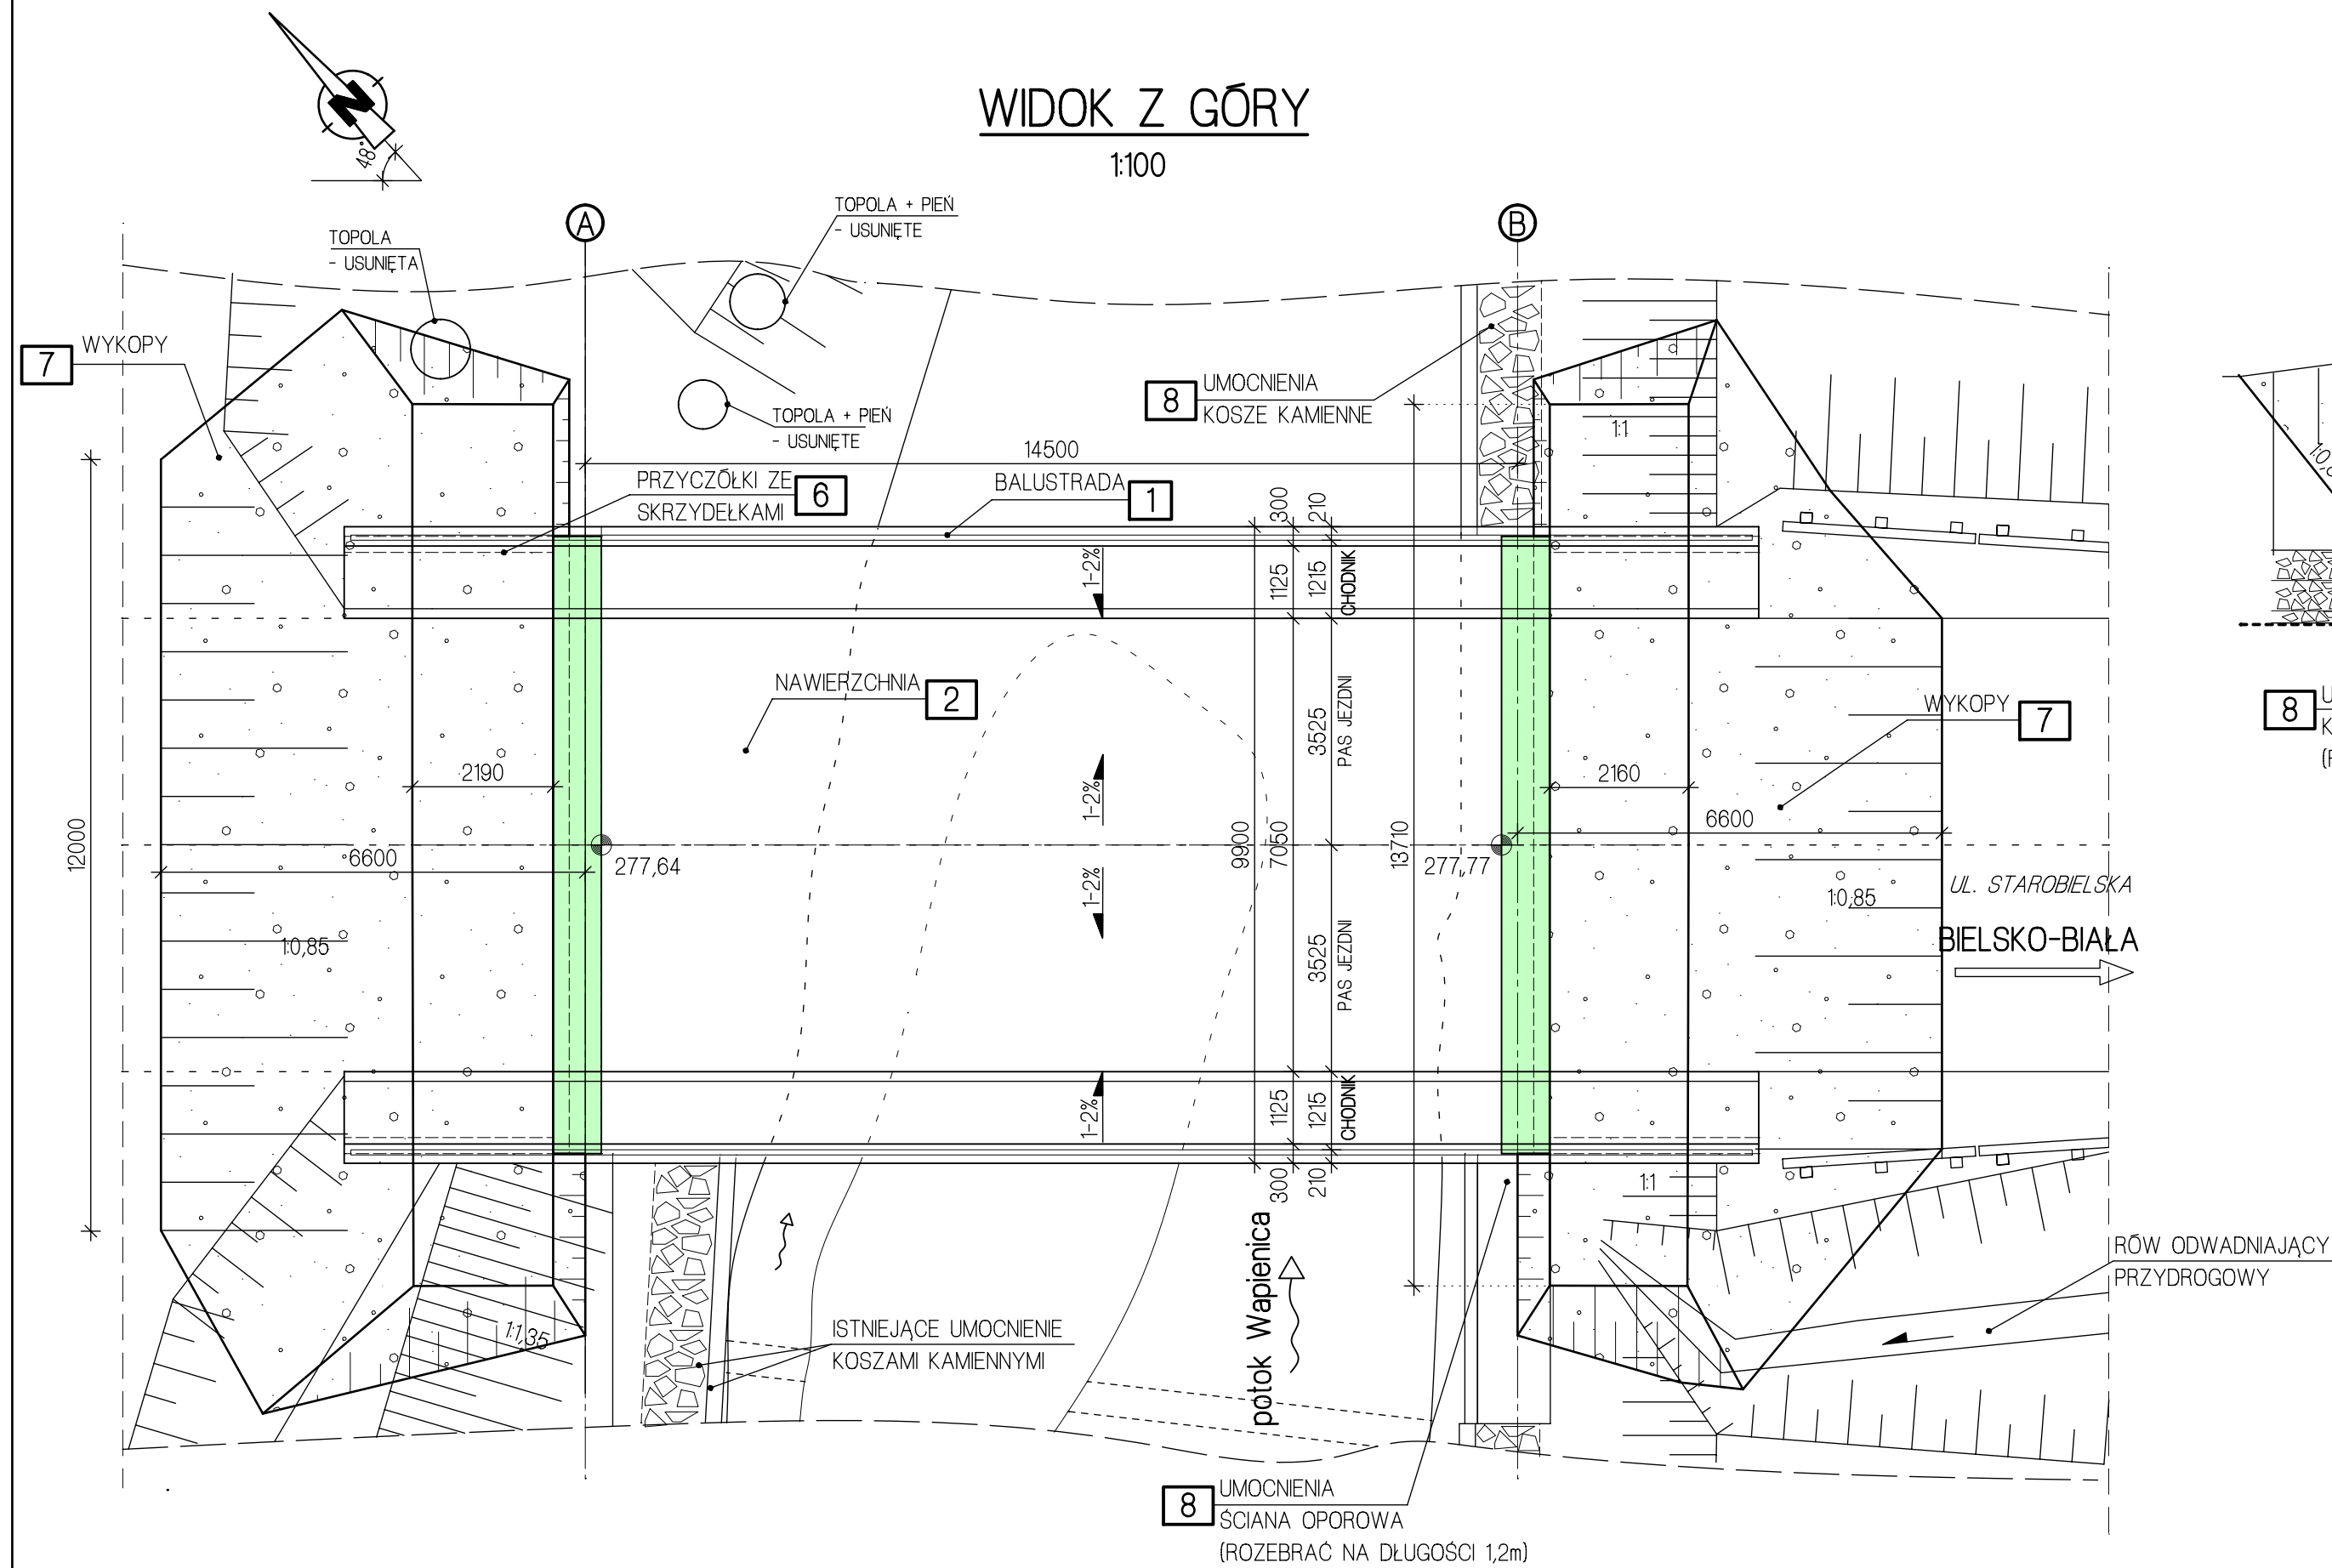 WIDOK Z GÓRY
1:100
N
48°
TOPOLA + PIEŃ
- USUNIĘTE
A
B
TOPOLA
- USUNIĘTA
7
WYKOPY
8
UMOCNIENIA
KOSZE KAMIENNE
TOPOLA + PIEŃ
- USUNIĘTE
1:1
14500
PRZYCZÓŁKI ZE
SKRZYDEŁKAMI
6
BALUSTRADA
1
300
210
1-2%
1125
1215
CHODNIK
NAWIERZCHNIA
2
3525
PAS JEZDNI
WYKOPY
7
8
2190
1-2%
2160
12000
6600
277,64
9900
7050
13710
277,77
6600
1-2%
1:0,85
UL. STAROBIELSKA
BIELSKO-BIAŁA
1:0,85
3525
PAS JEZDNI
1-2%
1125
1215
CHODNIK
300
210
1:1
potok Wapienica
RÓW ODWADNIAJĄCY
PRZYDROGOWY
1:1,35
ISTNIEJĄCE UMOCNIENIE
KOSZAMI KAMIENNYMI
8
UMOCNIENIA
ŚCIANA OPOROWA
(ROZEBRAĆ NA DŁUGOŚCI 1,2m)